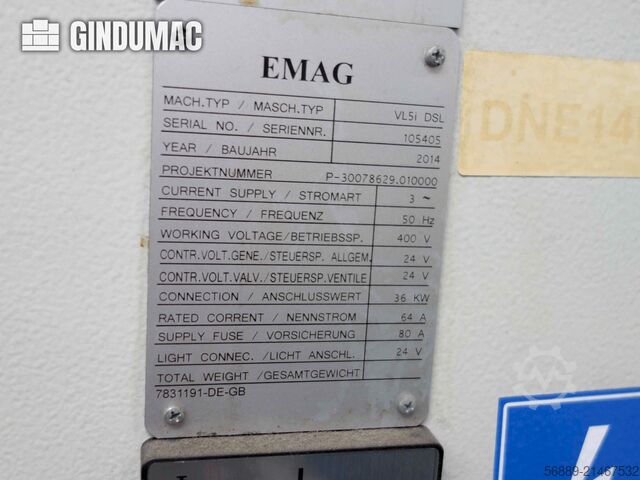 GINDUMAC
EMAG
MACH.TYP / MASCH.TYP VL5i DSL
SERIAL NO. / SERIENNR. 105405
YEAR / BAUJAHR 2014
PROJEKTNUMMER P-30078629.010000
CURRENT SUPPLY / STROMART 3 ~
FREQUENCY / FREQUENZ 50 Hz
WORKING VOLTAGE/BETRIEBSSP. 400 V
CONTR.VOLT.GENE./STEUERSP. ALLGEM. 24 V
CONTR.VOLT.VALV./STEUERSP.VENTILE 24 V
CONNECTION / ANSCHLUSSWERT 36 KW
RATED CORRENT / NENNSTROM 64 A
SUPPLY FUSE / VORSICHERUNG 80 A
LIGHT CONNEC. /LICHT ANSCHL. 24 V
TOTAL WEIGHT /GESAMTGEWICHT
7831191-DE-GB
DNE14
56889-21467532